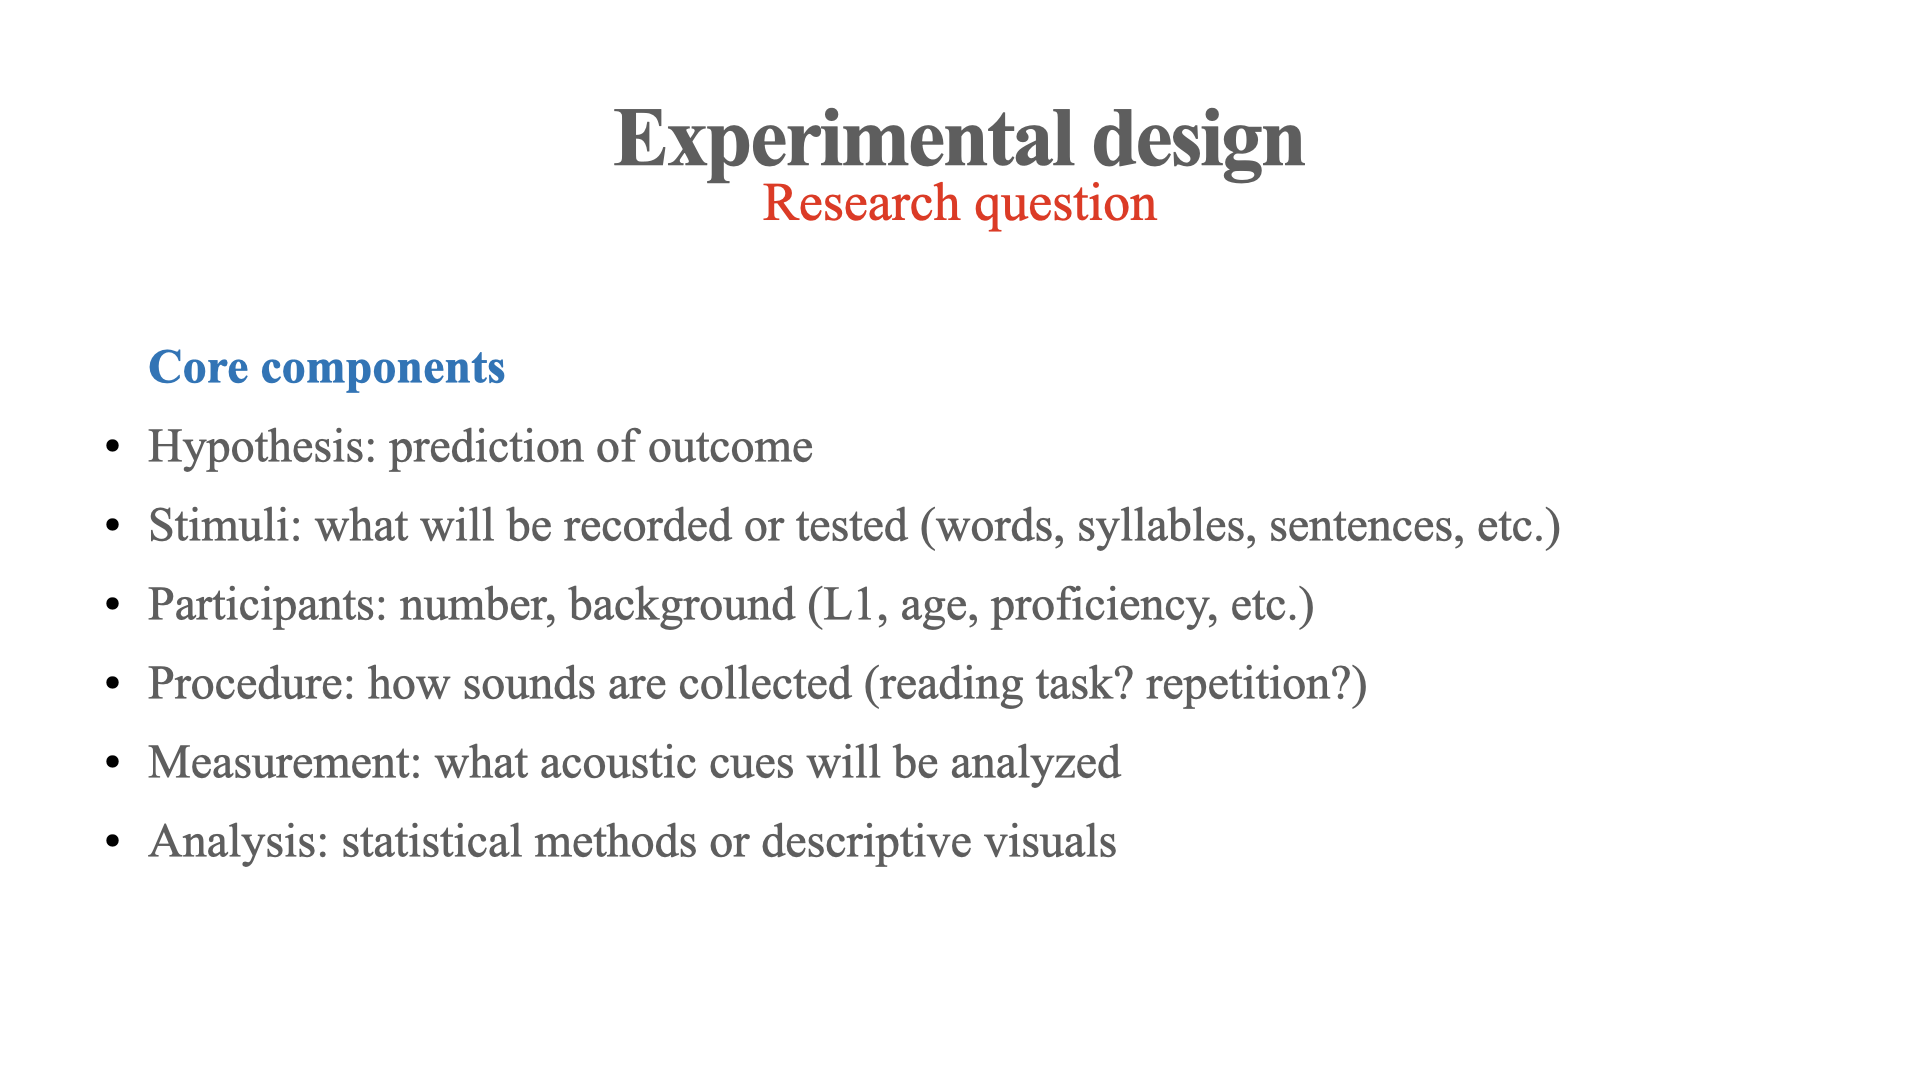 Experimental design
Research question
Core components
• Hypothesis: prediction of outcome
• Stimuli: what will be recorded or tested (words, syllables, sentences, etc.)
• Participants: number, background (L1, age, proficiency, etc.)
• Procedure: how sounds are collected (reading task? repetition?)
• Measurement: what acoustic cues will be analyzed
• Analysis: statistical methods or descriptive visuals